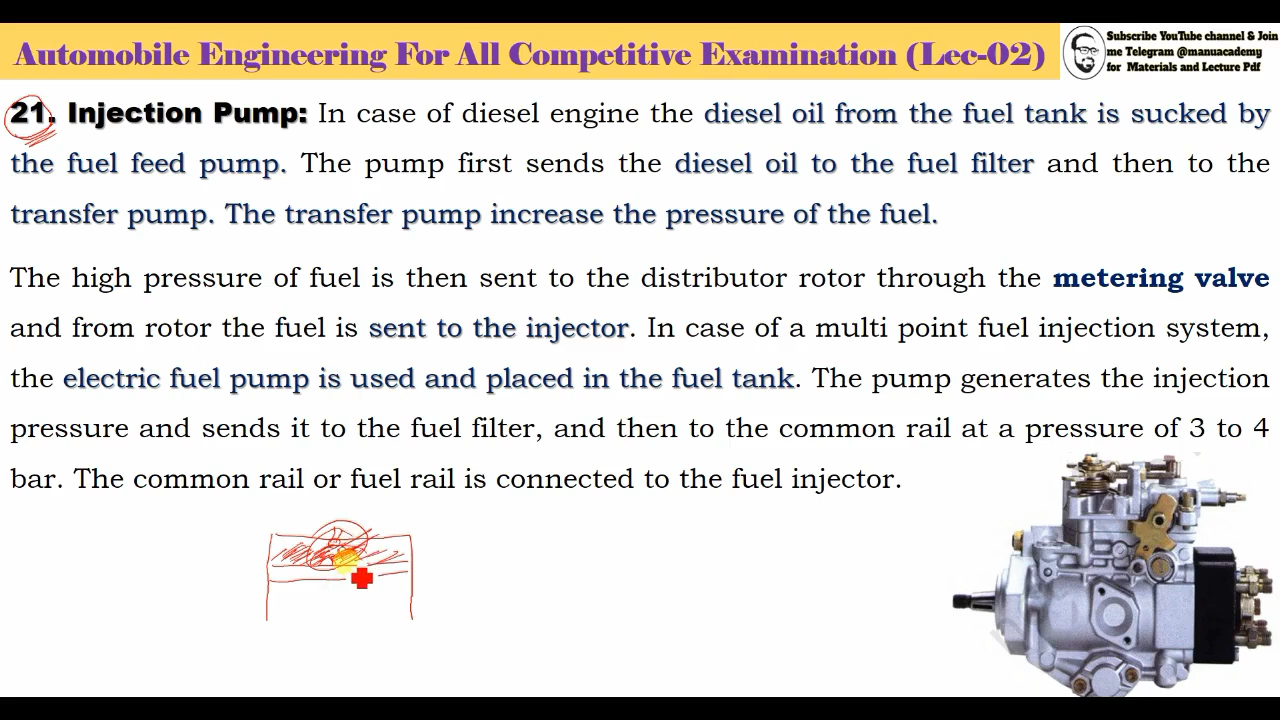 Automobile Engineering For All Competitive Examination (Lec-02)
Subscribe YouTube channel & Join
me Telegram @manuacademy
for Materials and Lecture Pdf
21. Injection Pump: In case of diesel engine the diesel oil from the fuel tank is sucked by
the fuel feed pump. The pump first sends the diesel oil to the fuel filter and then to the
transfer pump. The transfer pump increase the pressure of the fuel.
The high pressure of fuel is then sent to the distributor rotor through the metering valve
and from rotor the fuel is sent to the injector. In case of a multi point fuel injection system,
the electric fuel pump is used and placed in the fuel tank. The pump generates the injection
pressure and sends it to the fuel filter, and then to the common rail at a pressure of 3 to 4
bar. The common rail or fuel rail is connected to the fuel injector.